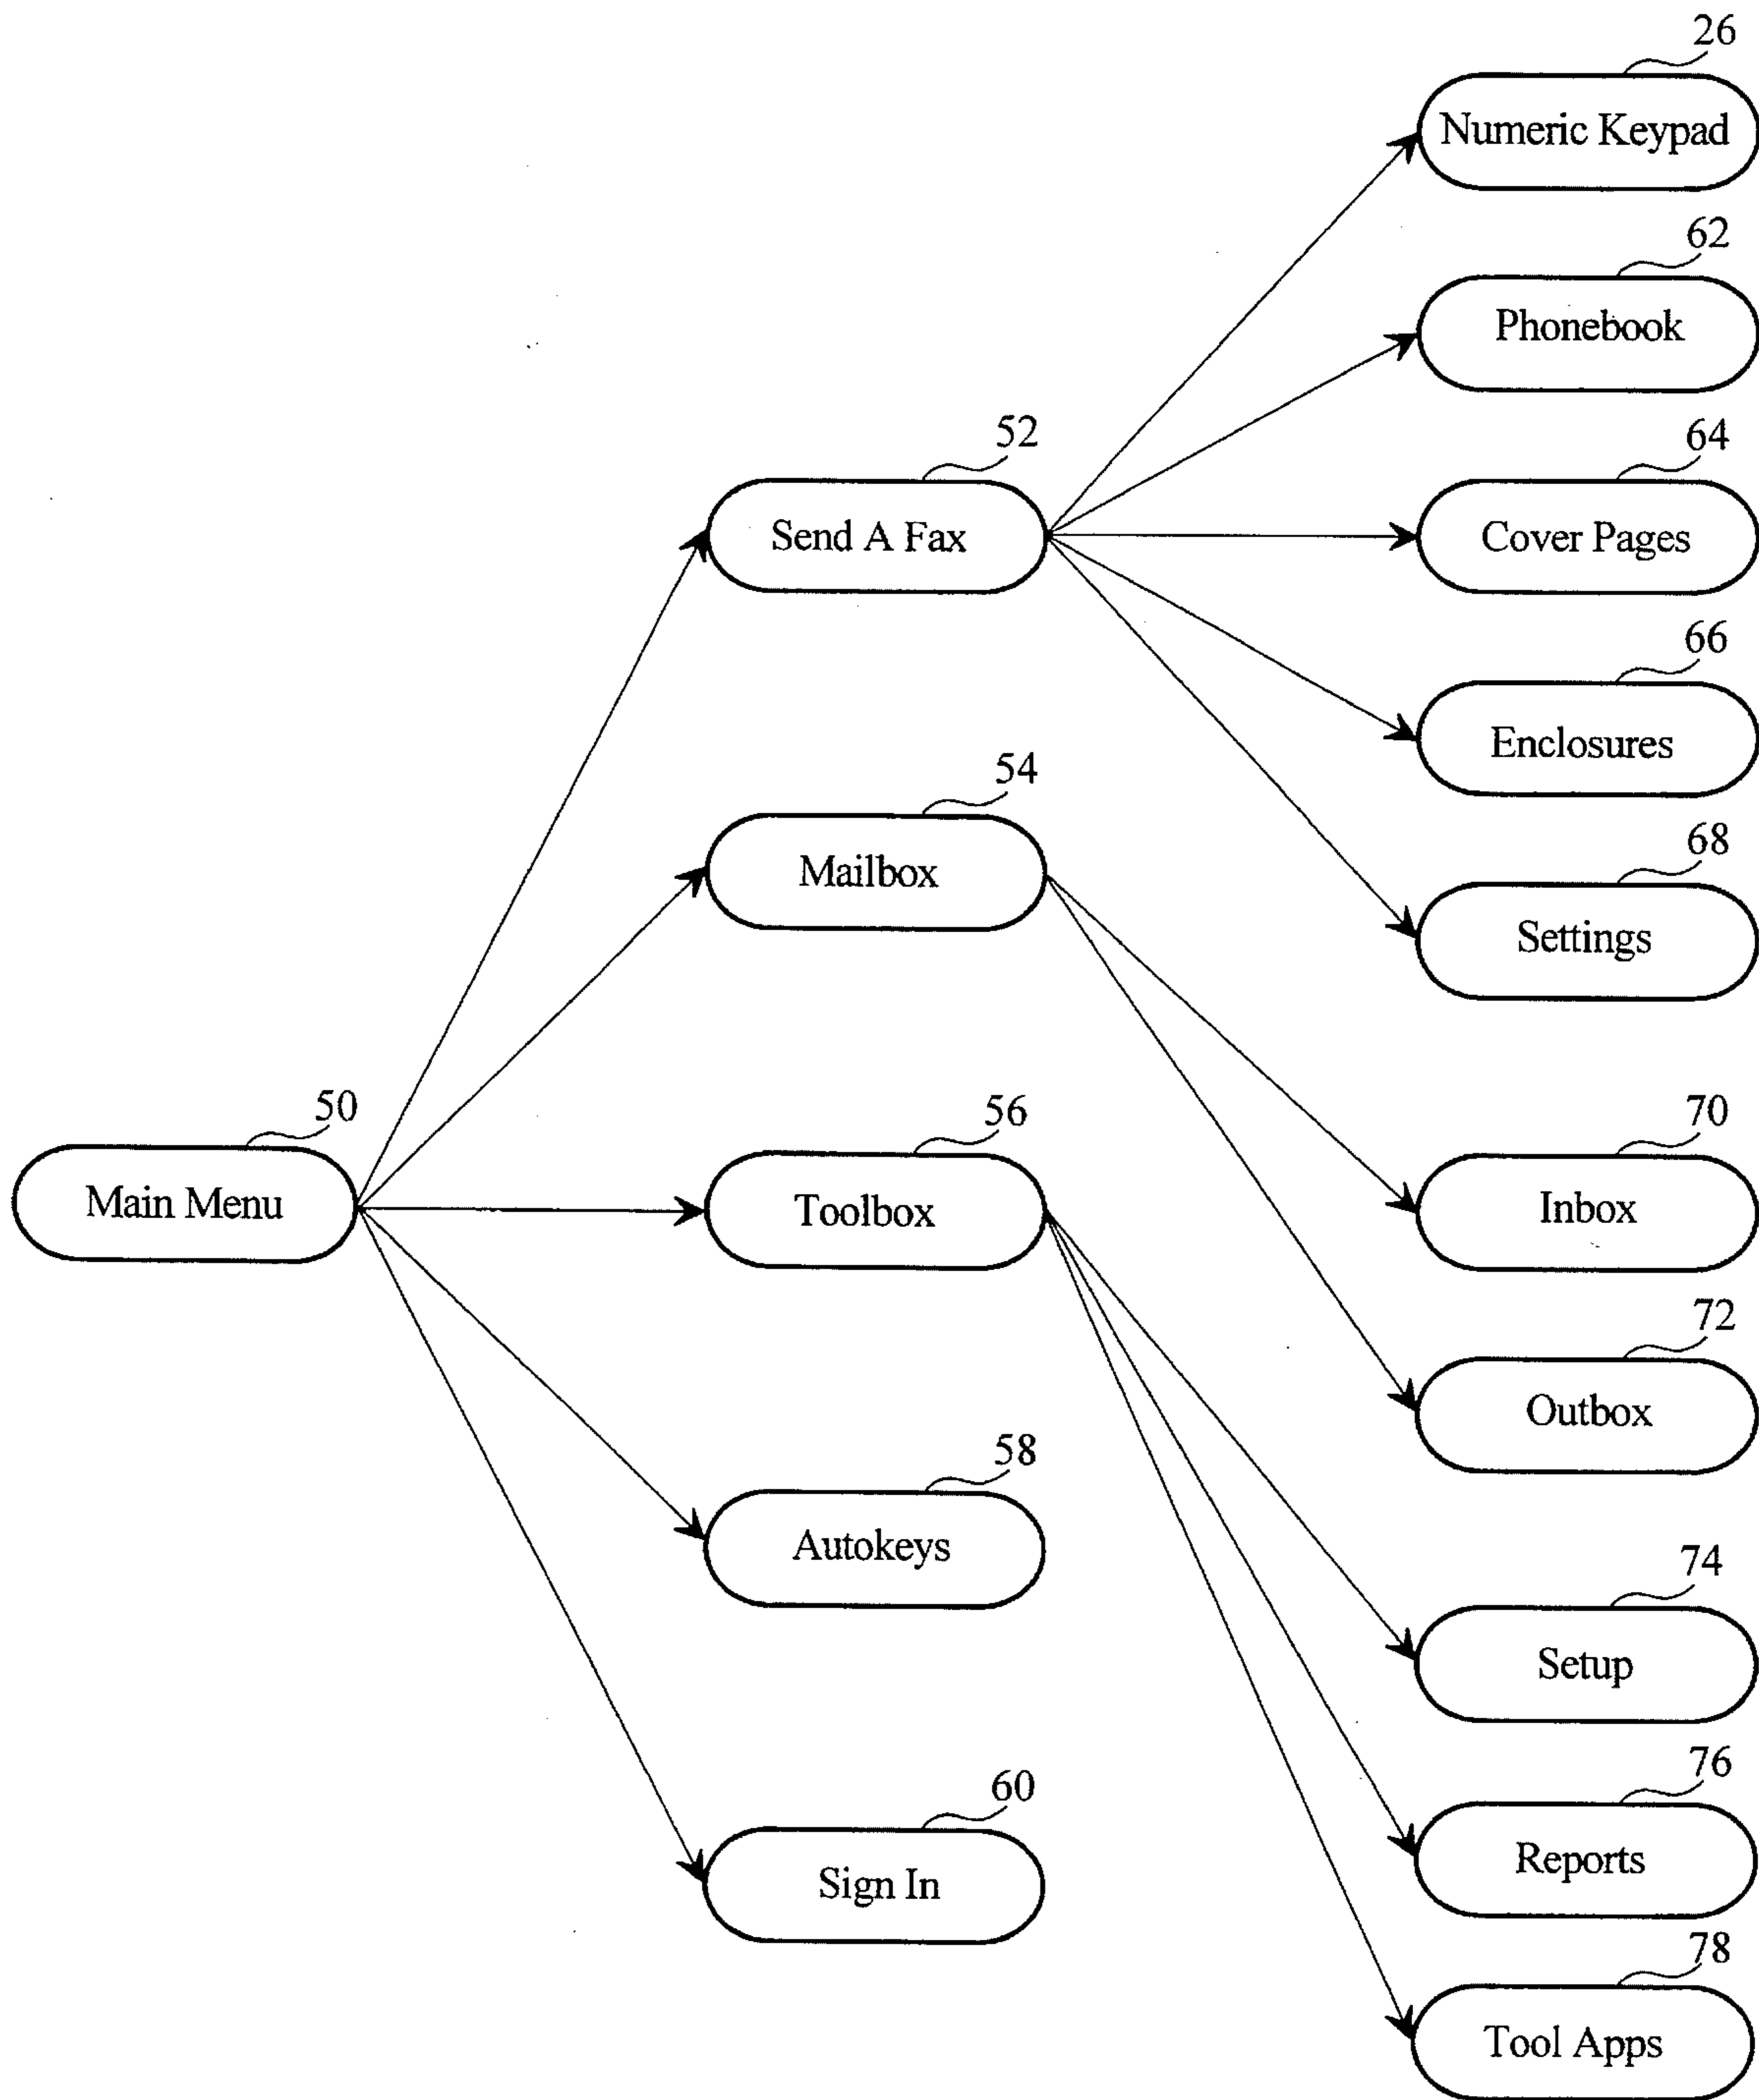 26
Numeric Keypad
62
Phonebook
52
64
Send A Fax
Cover Pages
66
Enclosures
54
Mailbox
68
Settings
50
Main Menu
56
Toolbox
70
Inbox
72
Outbox
58
Autokeys
74
Setup
60
Sign In
76
Reports
78
Tool Apps